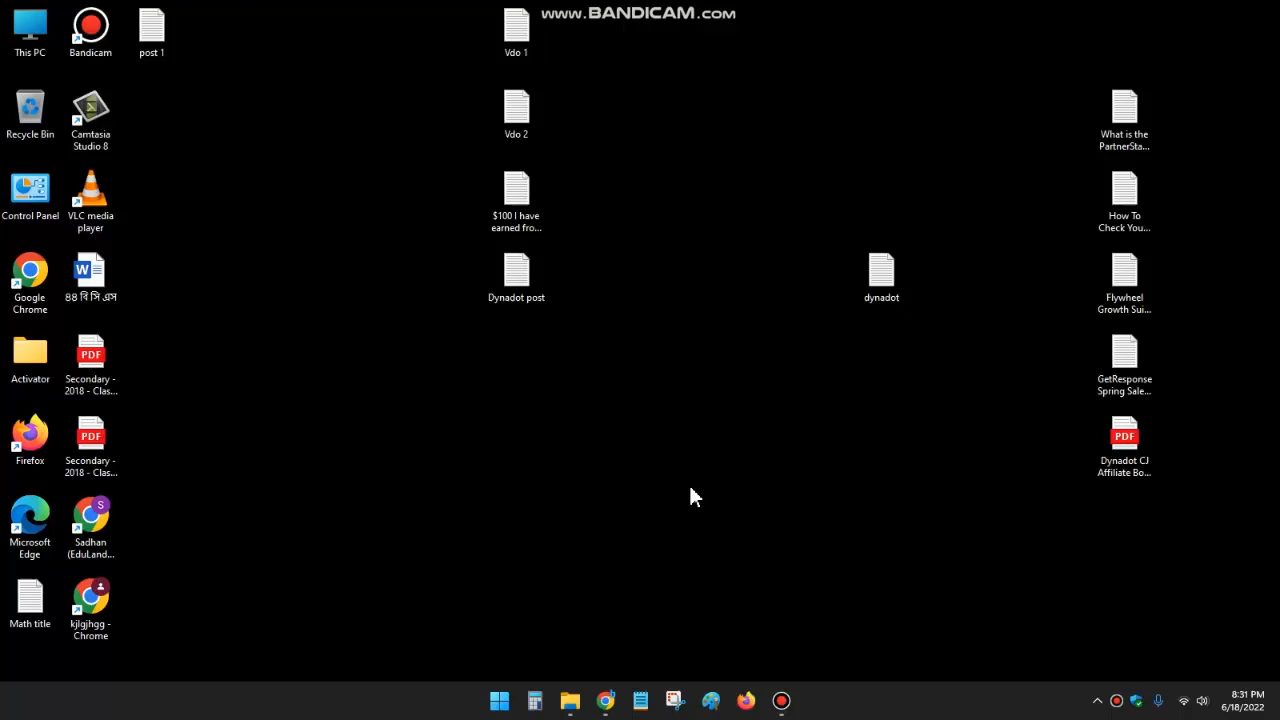 www.BANDICAM.com
This PC
Bandicam
post 1
Vdo 1
Recycle Bin
Camtasia
Studio 8
Vdo 2
What is the
PartnerSta...
Control Panel
VLC media
player
$100 I have
earned fro...
How To
Check You...
W
Google
Chrome
৪৪ বি সি এস
Dynadot post
dynadot
Flywheel
Growth Sui...
PDF
Activator
Secondary -
2018 - Clas...
GetResponse
Spring Sale...
PDF
PDF
Firefox
Secondary -
2018 - Clas...
Dynadot CJ
Affiliate Bo...
S
Microsoft
Edge
Sadhan
(EduLand...
Math title
kjlgjhgg -
Chrome
8:31 PM
6/18/2022